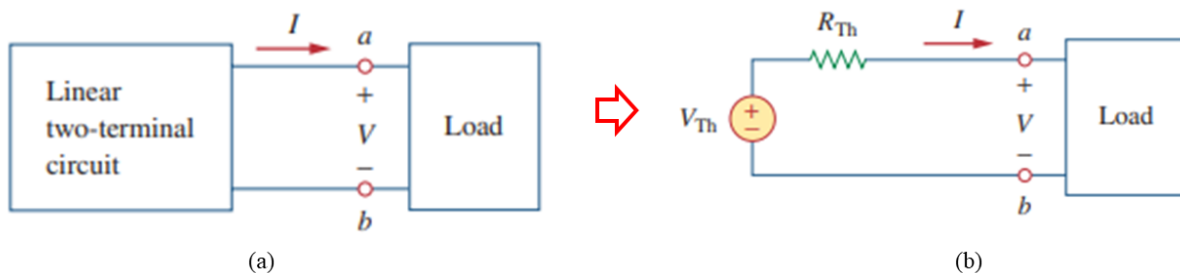 I
a
Linear
two-terminal
circuit
+
V
−
Load
b
(a)
R_Th
I
a
V_Th
+
−
+
V
−
Load
b
(b)